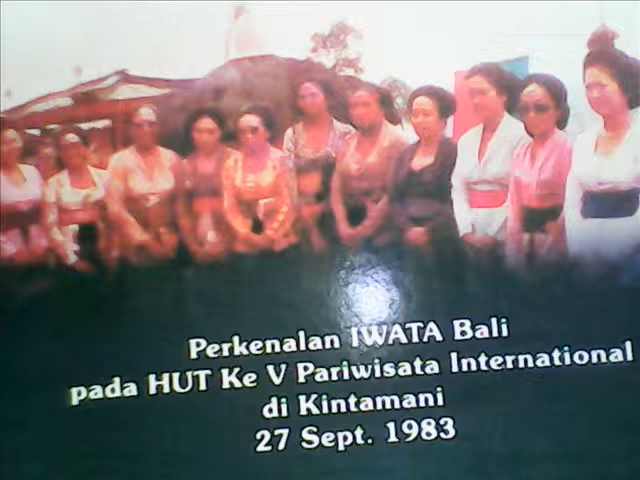 Perkenalan IWATA Bali
pada HUT Ke V Pariwisata International
di Kintamani
27 Sept. 1983